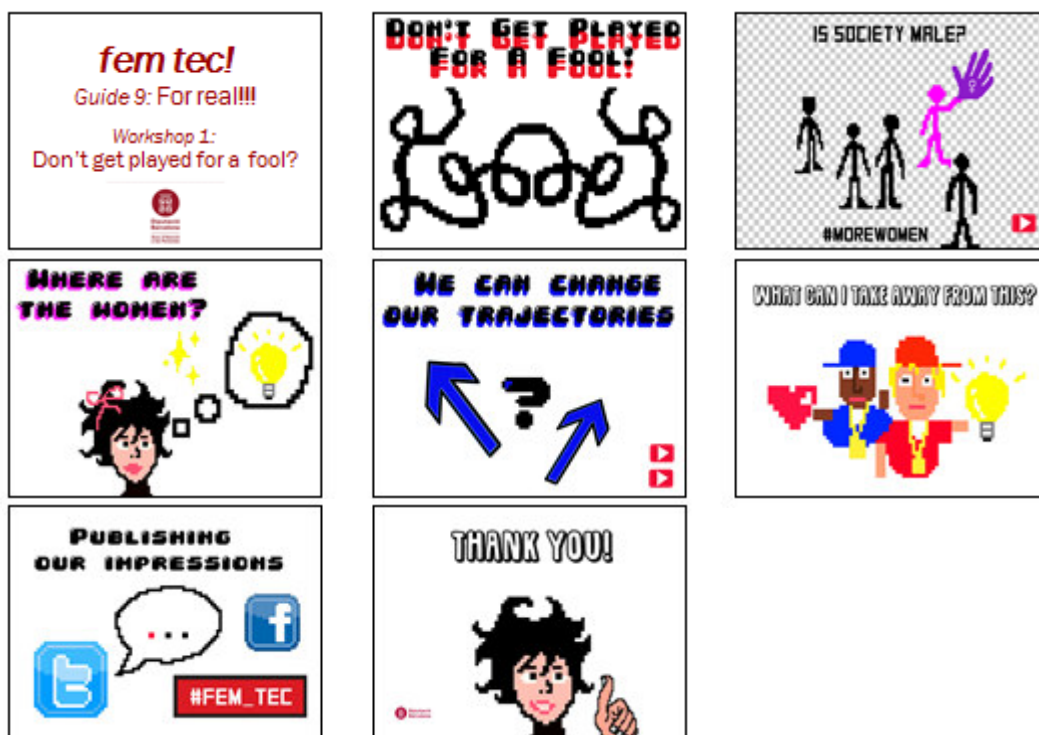 fem tec!
Guide 9: For real!!!
Workshop 1:
Don't get played for a fool?
Diputació
Barcelona
DON'T GET PLAYED
FOR A FOOL!
IS SOCIETY MALE?
#MOREWOMEN
WHERE ARE
THE WOMEN?
WE CAN CHANGE
OUR TRAJECTORIES
?
WHAT CAN I TAKE AWAY FROM THIS?
PUBLISHING
OUR IMPRESSIONS
...
#FEM_TEC
THANK YOU!